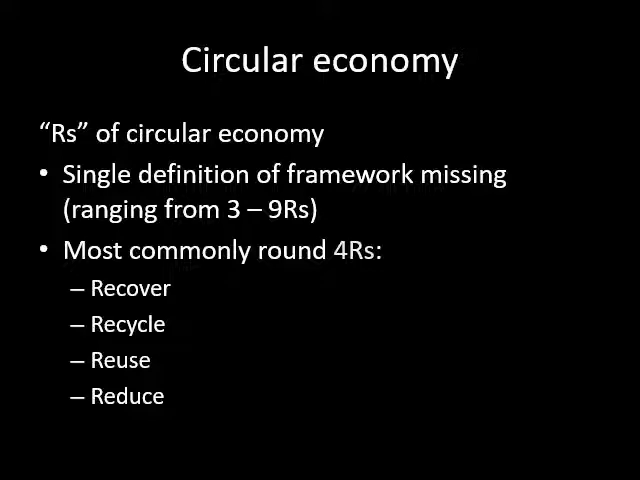 Circular economy
“Rs” of circular economy
• Single definition of framework missing
(ranging from 3 – 9Rs)
• Most commonly round 4Rs:
– Recover
– Recycle
– Reuse
– Reduce